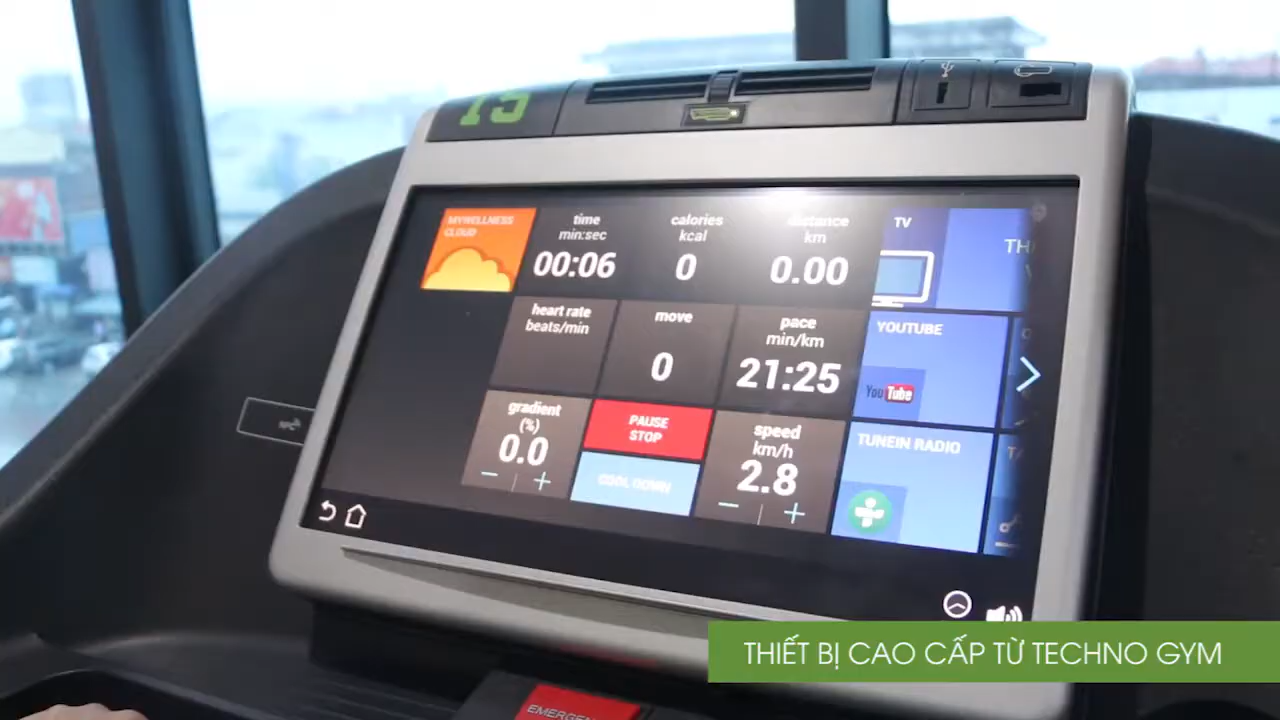 15
MYWELLNESS
CLOUD
time
min:sec
00:06
calories
kcal
0
distance
km
0.00
TV
TH
heart rate
beats/min
move
0
pace
min/km
21:25
YOUTUBE
YouTube
gradient
(%)
0.0
PAUSE
STOP
COOL DOWN
speed
km/h
2.8
TUNEIN RADIO
THIẾT BỊ CAO CẤP TỪ TECHNO GYM